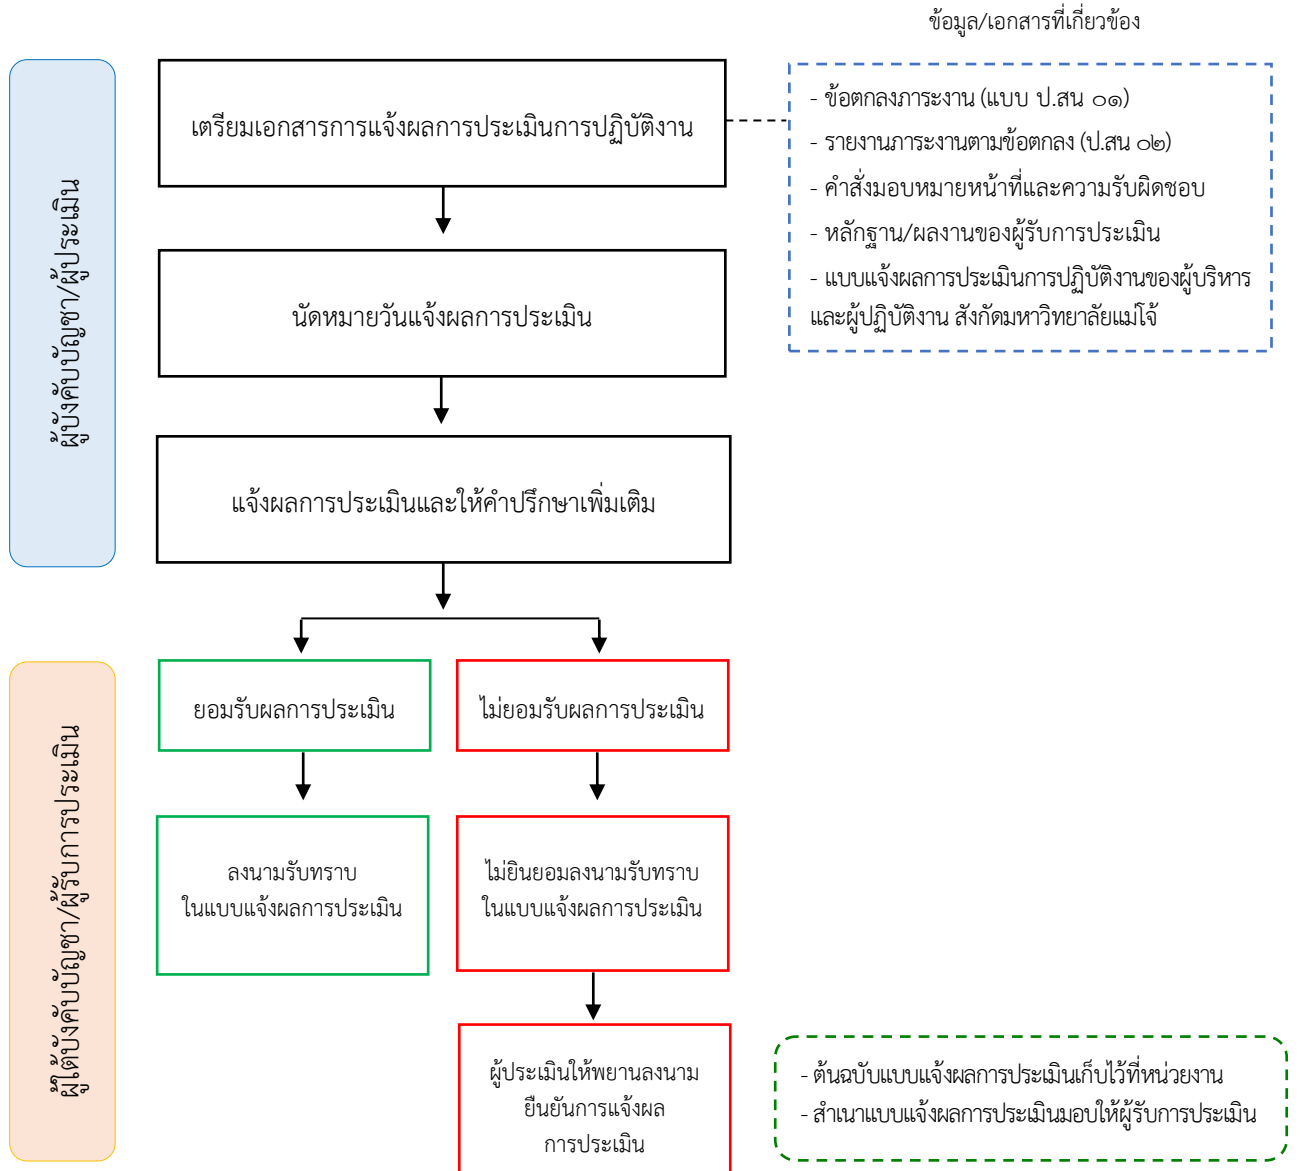 ข้อมูล/เอกสารที่เกี่ยวข้อง
ผู้บังคับบัญชา/ผู้ประเมิน
เตรียมเอกสารการแจ้งผลการประเมินการปฏิบัติงาน
- ข้อตกลงภาระงาน (แบบ ป.สน ๐๑)
- รายงานภาระงานตามข้อตกลง (ป.สน ๐๒)
- คำสั่งมอบหมายหน้าที่และความรับผิดชอบ
- หลักฐาน/ผลงานของผู้รับการประเมิน
- แบบแจ้งผลการประเมินการปฏิบัติงานของผู้บริหาร
และผู้ปฏิบัติงาน สังกัดมหาวิทยาลัยแม่โจ้
นัดหมายวันแจ้งผลการประเมิน
แจ้งผลการประเมินและให้คำปรึกษาเพิ่มเติม
ผู้ใต้บังคับบัญชา/ผู้รับการประเมิน
ยอมรับผลการประเมิน
ไม่ยอมรับผลการประเมิน
ลงนามรับทราบ
ในแบบแจ้งผลการประเมิน
ไม่ยินยอมลงนามรับทราบ
ในแบบแจ้งผลการประเมิน
ผู้ประเมินให้พยานลงนาม
ยืนยันการแจ้งผล
การประเมิน
- ต้นฉบับแบบแจ้งผลการประเมินเก็บไว้ที่หน่วยงาน
- สำเนาแบบแจ้งผลการประเมินมอบให้ผู้รับการประเมิน